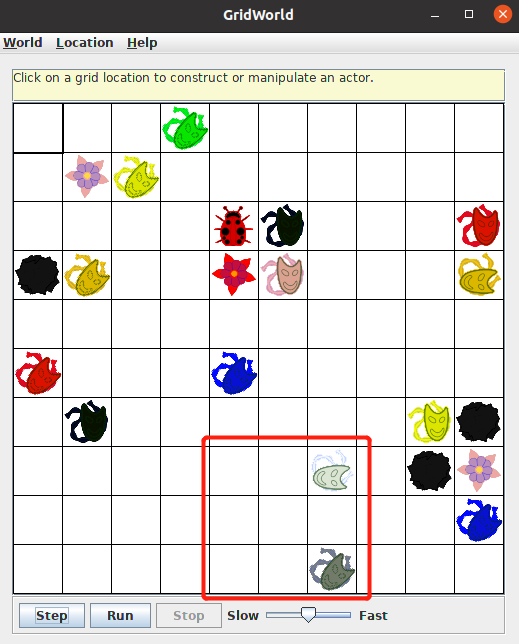 GridWorld
World Location Help
Click on a grid location to construct or manipulate an actor.
Step Run Stop Slow Fast